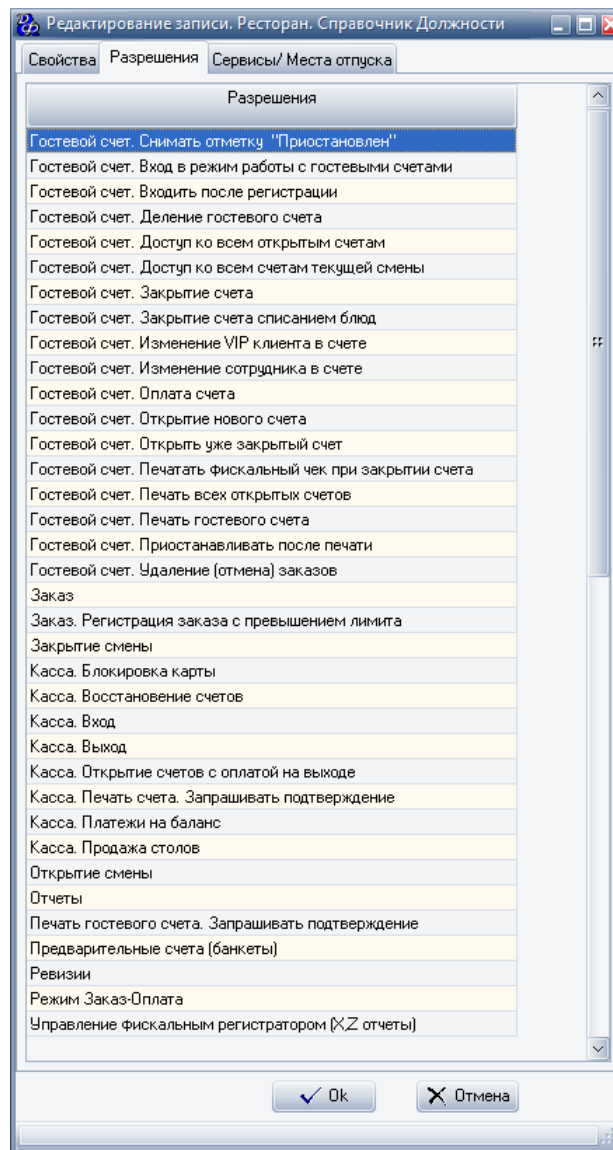 Редактирование записи. Ресторан. Справочник Должности
Свойства Разрешения Сервисы/ Места отпуска
Разрешения
Гостевой счет. Снимать отметку "Приостановлен"
Гостевой счет. Вход в режим работы с гостевыми счетами
Гостевой счет. Входить после регистрации
Гостевой счет. Деление гостевого счета
Гостевой счет. Доступ ко всем открытым счетам
Гостевой счет. Доступ ко всем счетам текущей смены
Гостевой счет. Закрытие счета
Гостевой счет. Закрытие счета списанием блюд
Гостевой счет. Изменение VIP клиента в счете
Гостевой счет. Изменение сотрудника в счете
Гостевой счет. Оплата счета
Гостевой счет. Открытие нового счета
Гостевой счет. Открыть уже закрытый счет
Гостевой счет. Печатать фискальный чек при закрытии счета
Гостевой счет. Печать всех открытых счетов
Гостевой счет. Печать гостевого счета
Гостевой счет. Приостанавливать после печати
Гостевой счет. Удаление (отмена) заказов
Заказ
Заказ. Регистрация заказа с превышением лимита
Закрытие смены
Касса. Блокировка карты
Касса. Восстановение счетов
Касса. Вход
Касса. Выход
Касса. Открытие счетов с оплатой на выходе
Касса. Печать счета. Запрашивать подтверждение
Касса. Платежи на баланс
Касса. Продажа столов
Открытие смены
Отчеты
Печать гостевого счета. Запрашивать подтверждение
Предварительные счета (банкеты)
Ревизии
Режим Заказ-Оплата
Управление фискальным регистратором (X,Z отчеты)
Ok Отмена